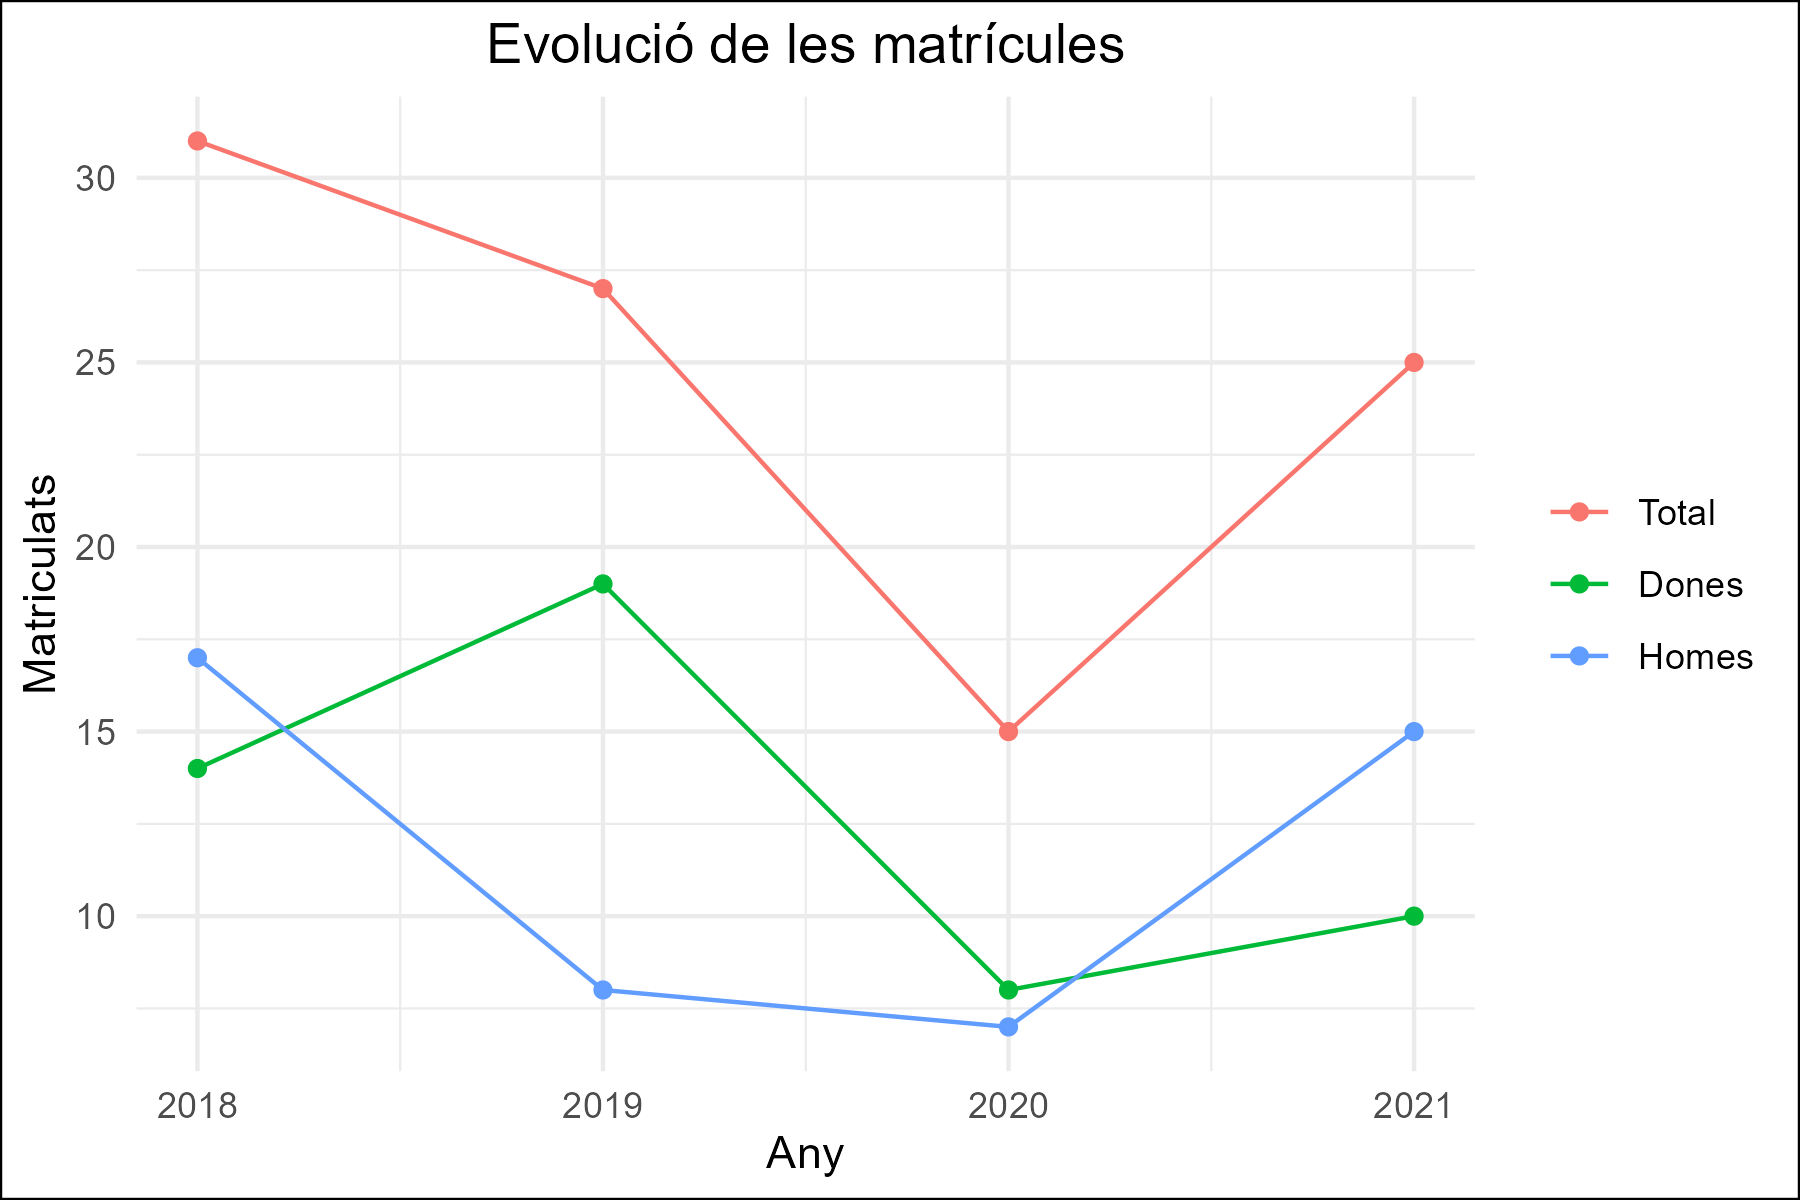 Evolució de les matrícules
Matriculats
30
25
20
15
10
2018
2019
2020
2021
Any
Total
Dones
Homes